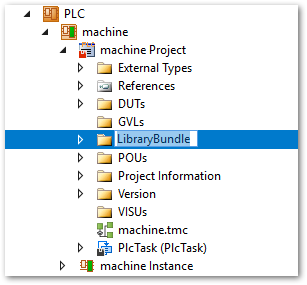 PLC
machine
machine Project
External Types
References
DUTs
GVLs
LibraryBundle
POUs
Project Information
Version
VISUs
machine.tmc
PlcTask (PlcTask)
machine Instance